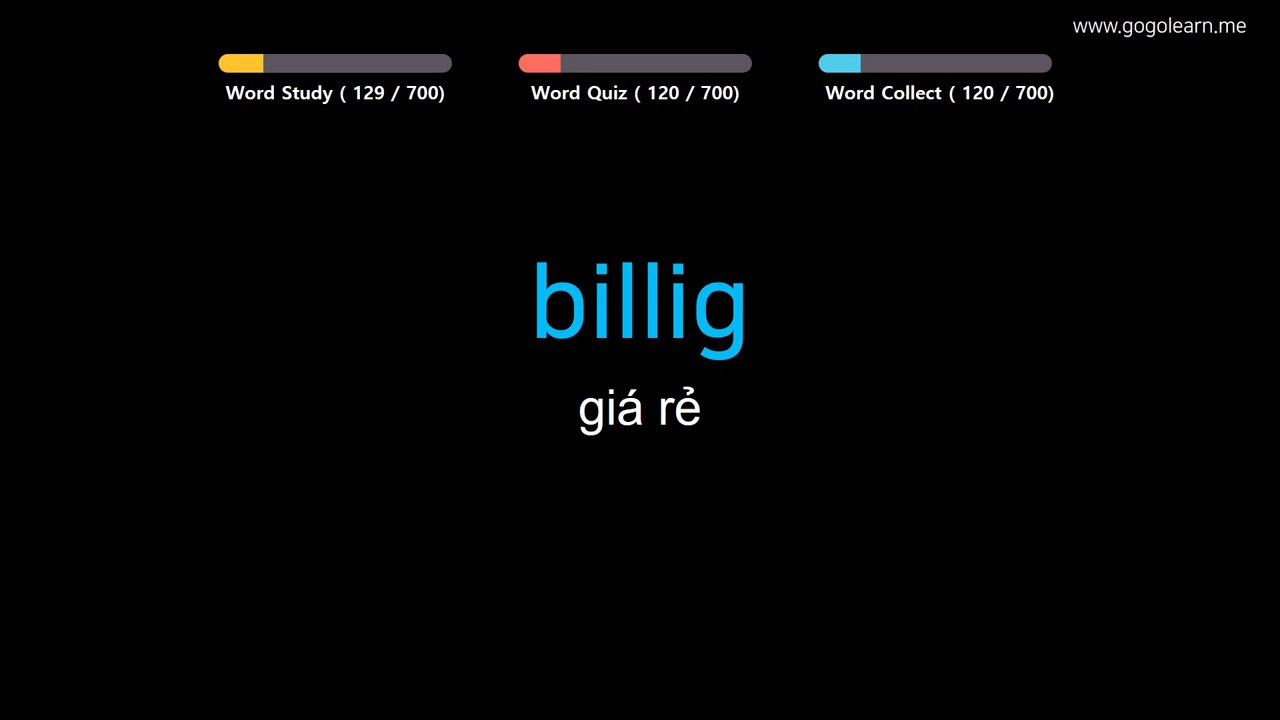 www.gogolearn.me
Word Study ( 129 / 700)
Word Quiz ( 120 / 700)
Word Collect ( 120 / 700)
billig
giá rẻ